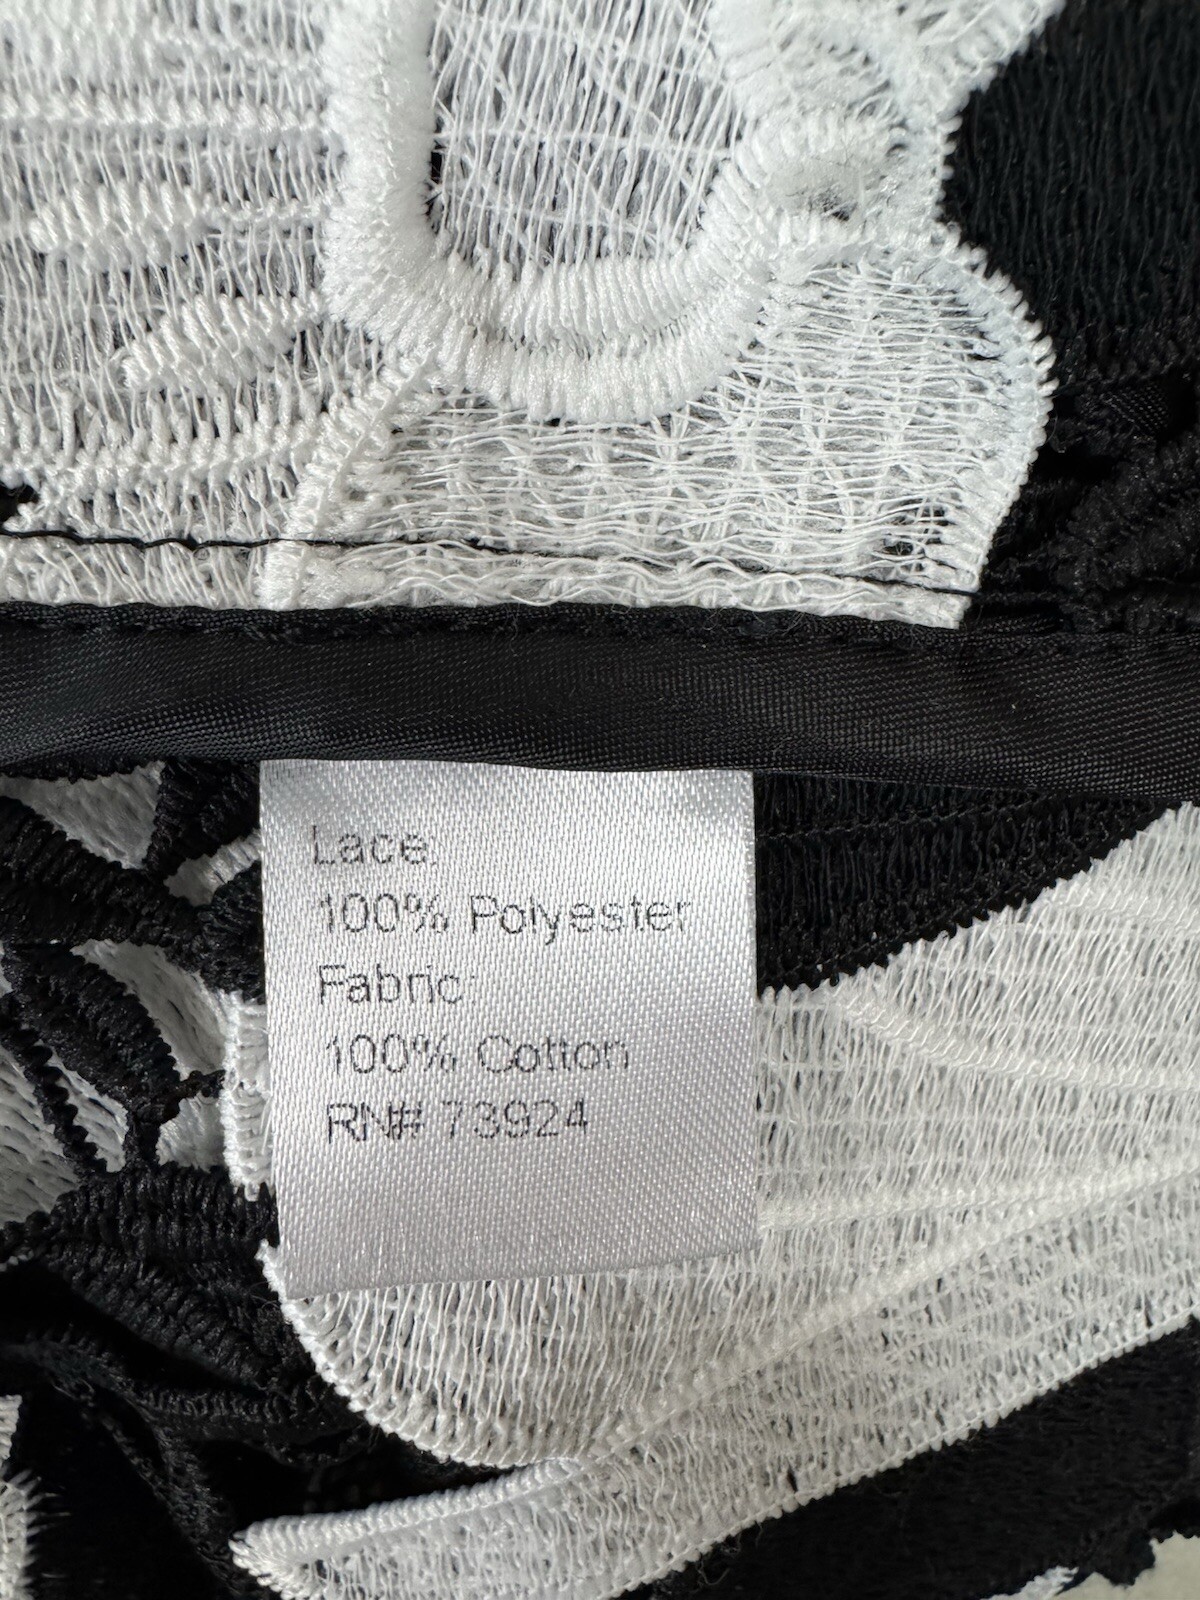 Lace:
100% Polyester
Fabric:
100% Cotton
RN# 73924